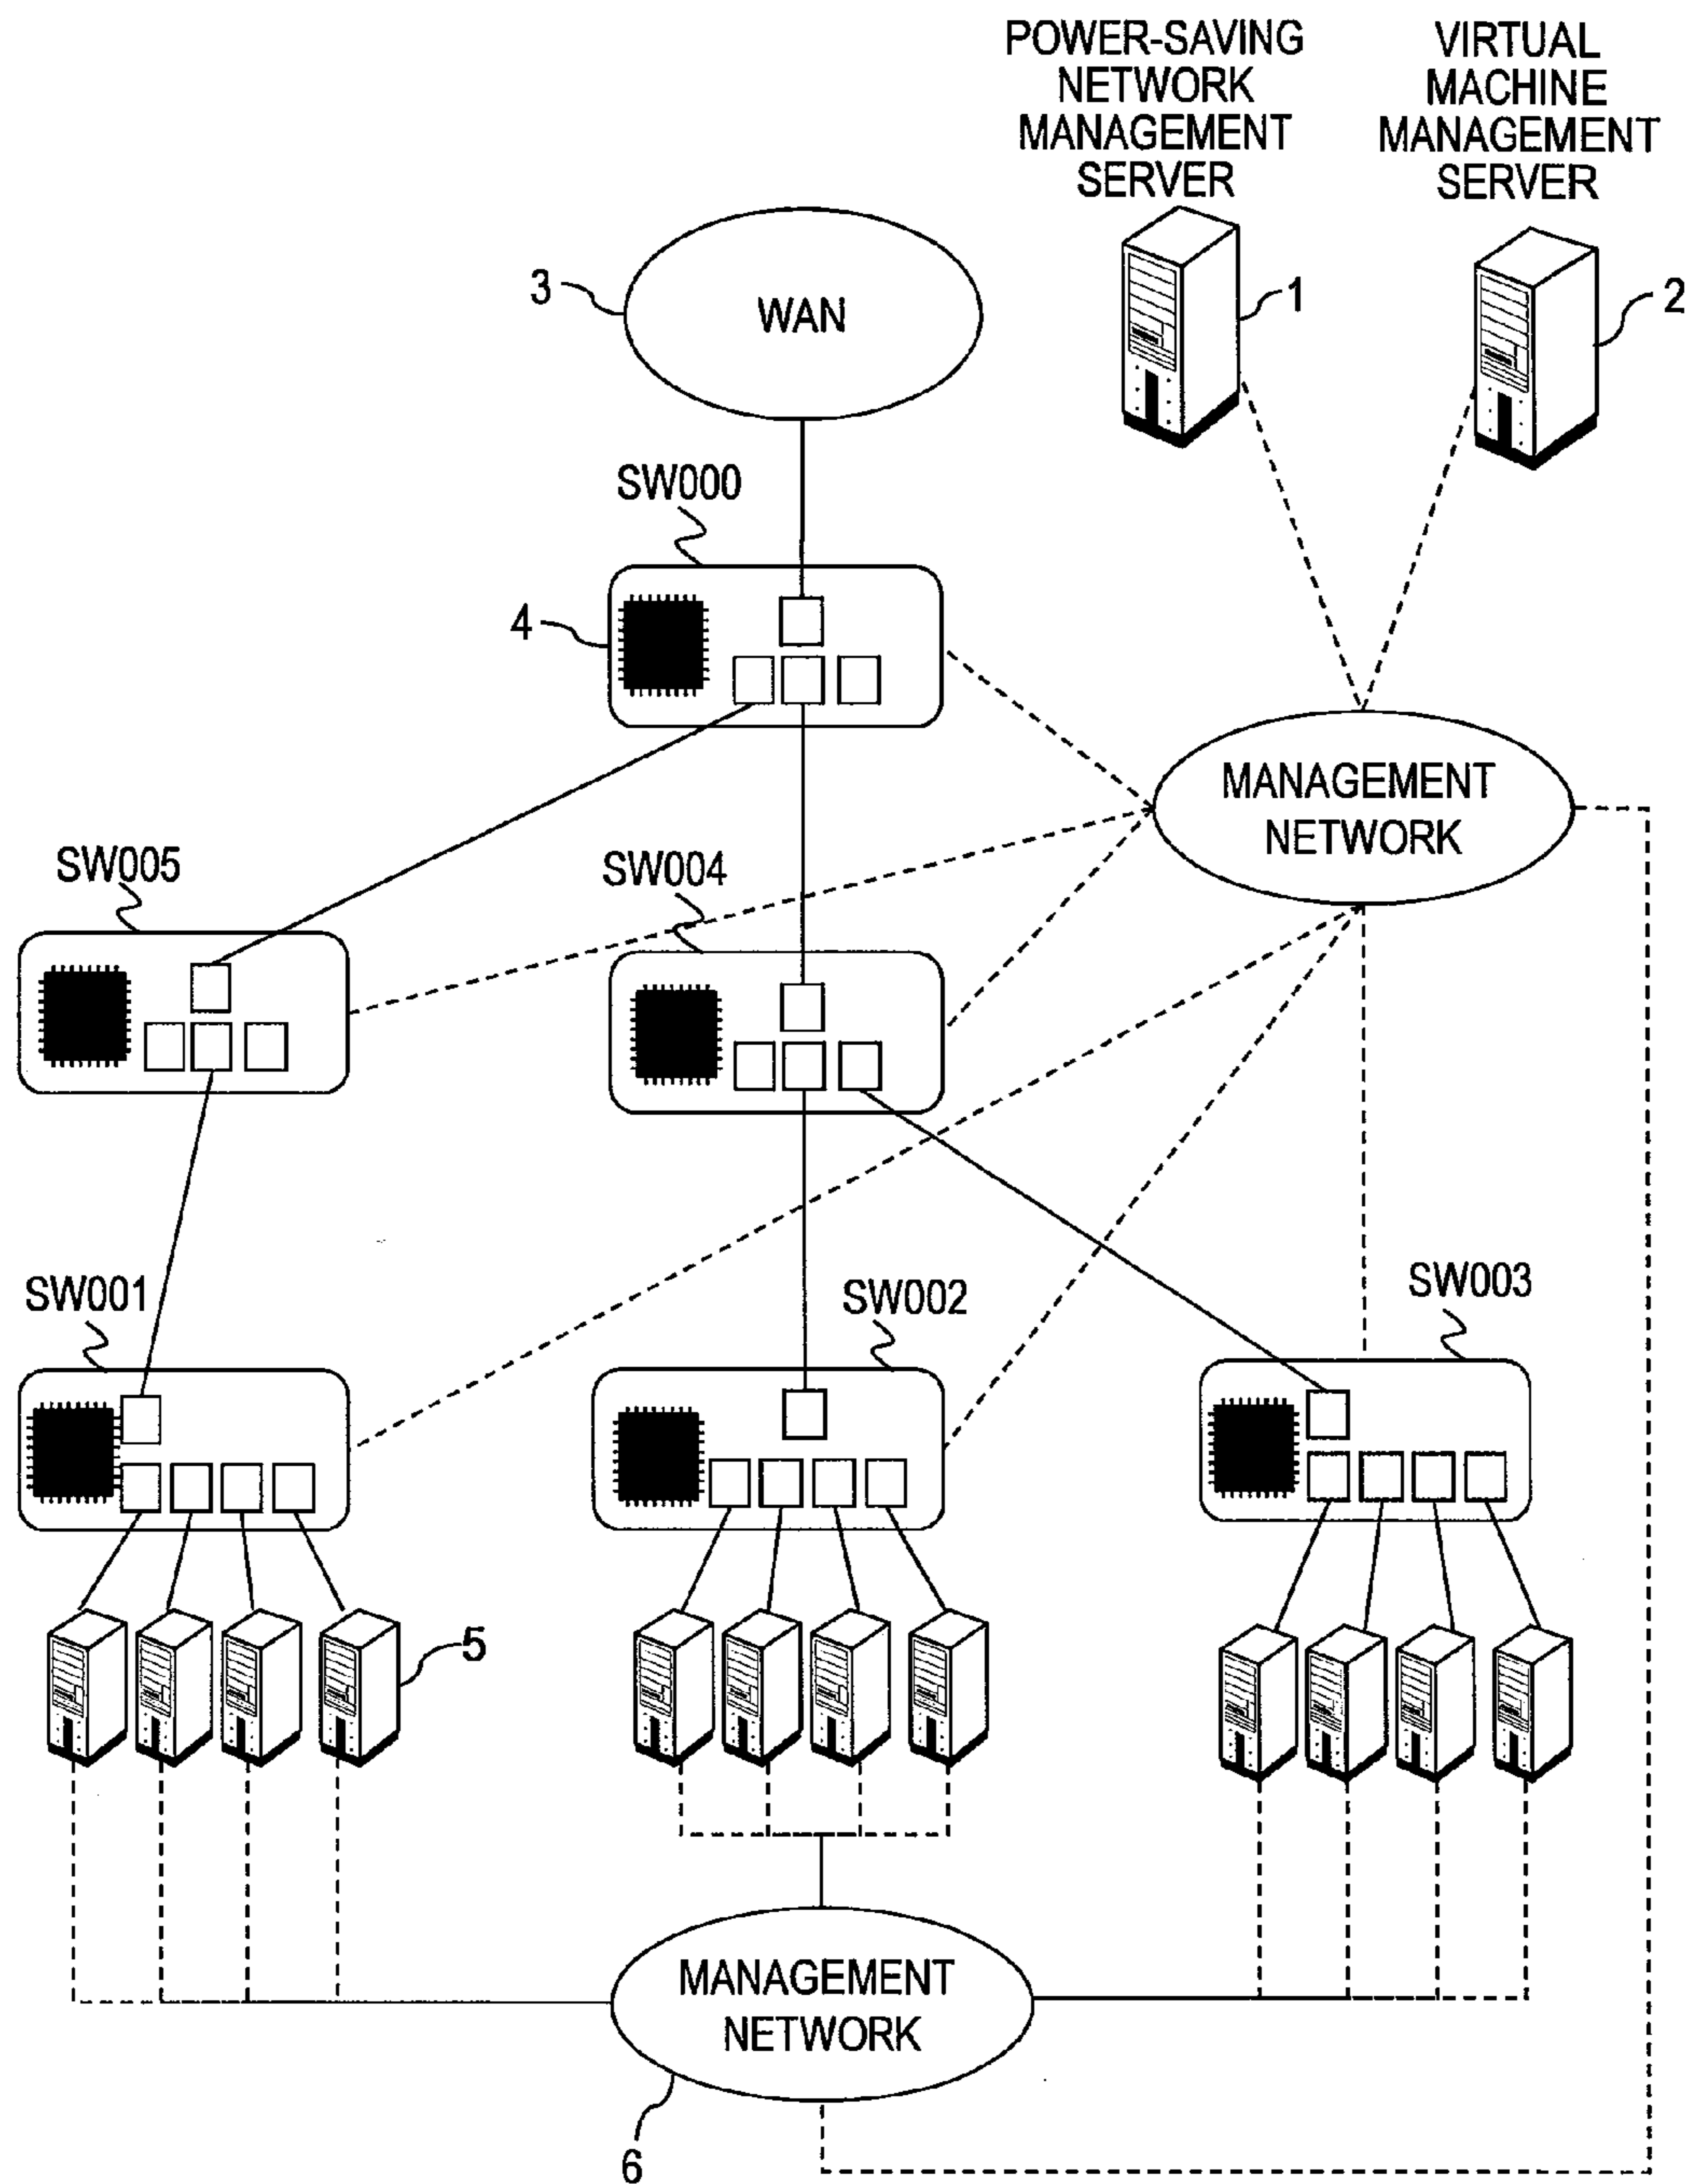 POWER-SAVING
NETWORK
MANAGEMENT
SERVER
VIRTUAL
MACHINE
MANAGEMENT
SERVER
3
WAN
1
2
SW000
4
MANAGEMENT
NETWORK
SW005
SW004
SW001
SW002
SW003
5
MANAGEMENT
NETWORK
6